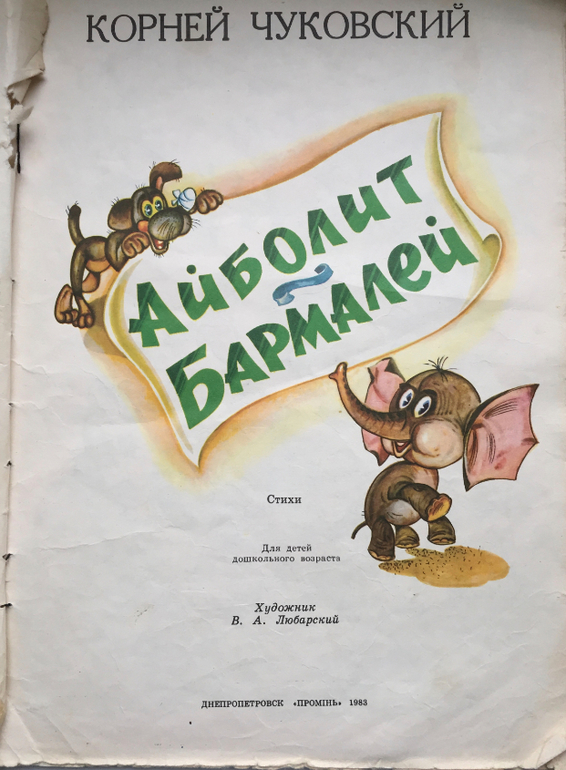 КОРНЕЙ ЧУКОВСКИЙ
АЙБОЛИТ
БАРМАЛЕЙ
Стихи
Для детей
дошкольного возраста
Художник
В. А. Любарский
ДНЕПРОПЕТРОВСК «ПРОМІНЬ» 1983